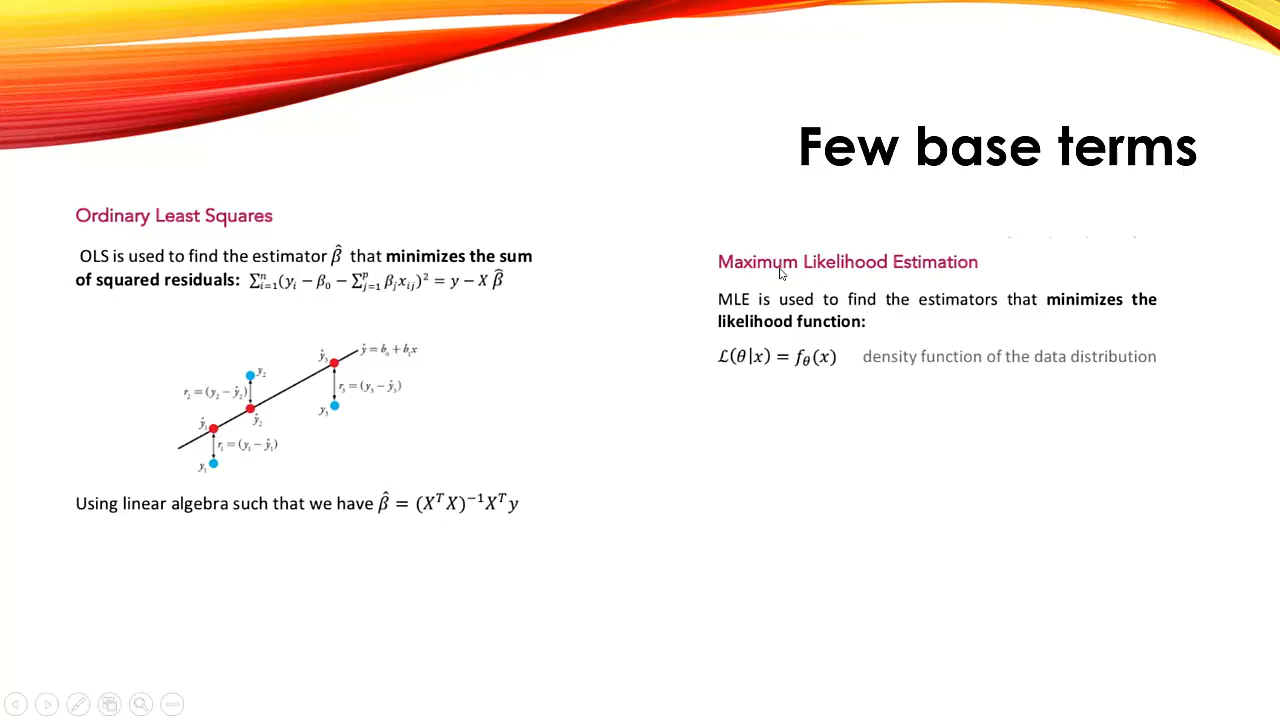 Few base terms
Ordinary Least Squares
OLS is used to find the estimator β̂ that minimizes the sum
of squared residuals: ∑ⁿᵢ₌₁(yᵢ − β₀ − ∑ᵖⱼ₌₁ βⱼxᵢⱼ)² = y − X β̂
ŷ₃
ŷ = b₀ + b₁x
y₂
r₂ = (y₂ − ŷ₂)
r₃ = (y₃ − ŷ₃)
y₃
ŷ₁
ŷ₂
r₁ = (y₁ − ŷ₁)
y₁
Using linear algebra such that we have β̂ = (XᵀX)⁻¹Xᵀy
Maximum Likelihood Estimation
MLE is used to find the estimators that minimizes the
likelihood function:
ℒ(θ|x) = f_θ(x) density function of the data distribution